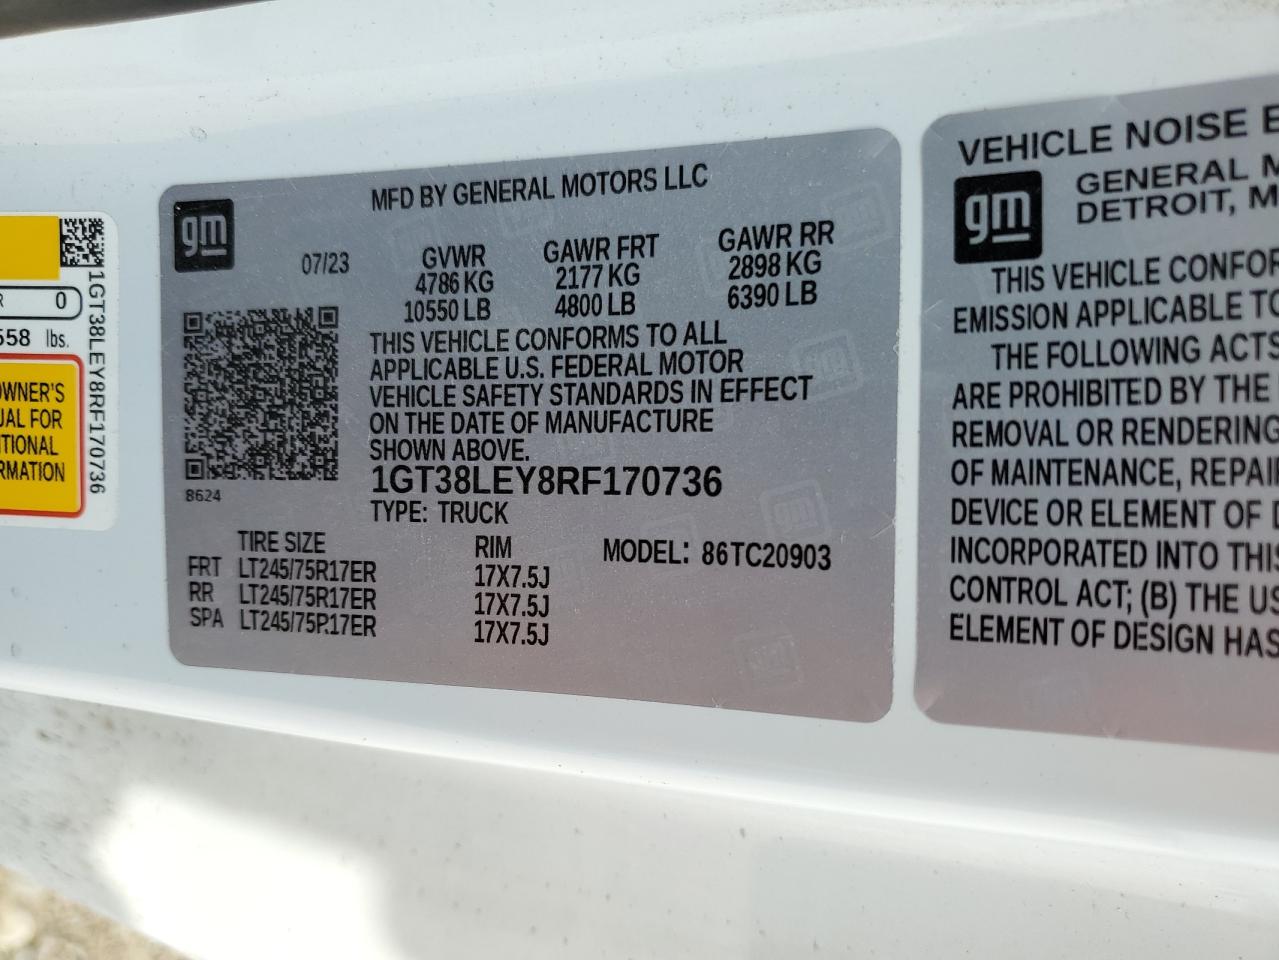 R 0
558 lbs.
OWNER'S
UAL FOR
ITIONAL
RMATION
1GT38LEY8RF170736
gm
MFD BY GENERAL MOTORS LLC
07/23
GVWR GAWR FRT GAWR RR
4786 KG 2177 KG 2898 KG
10550 LB 4800 LB 6390 LB
THIS VEHICLE CONFORMS TO ALL
APPLICABLE U.S. FEDERAL MOTOR
VEHICLE SAFETY STANDARDS IN EFFECT
ON THE DATE OF MANUFACTURE
SHOWN ABOVE.
8624
1GT38LEY8RF170736
TYPE: TRUCK
TIRE SIZE RIM MODEL: 86TC20903
FRT LT245/75R17ER 17X7.5J
RR LT245/75R17ER 17X7.5J
SPA LT245/75R17ER 17X7.5J
VEHICLE NOISE E
gm
GENERAL M
DETROIT, M
THIS VEHICLE CONFOR
EMISSION APPLICABLE TO
THE FOLLOWING ACTS
ARE PROHIBITED BY THE
REMOVAL OR RENDERING
OF MAINTENANCE, REPAI
DEVICE OR ELEMENT OF D
INCORPORATED INTO THIS
CONTROL ACT; (B) THE US
ELEMENT OF DESIGN HAS